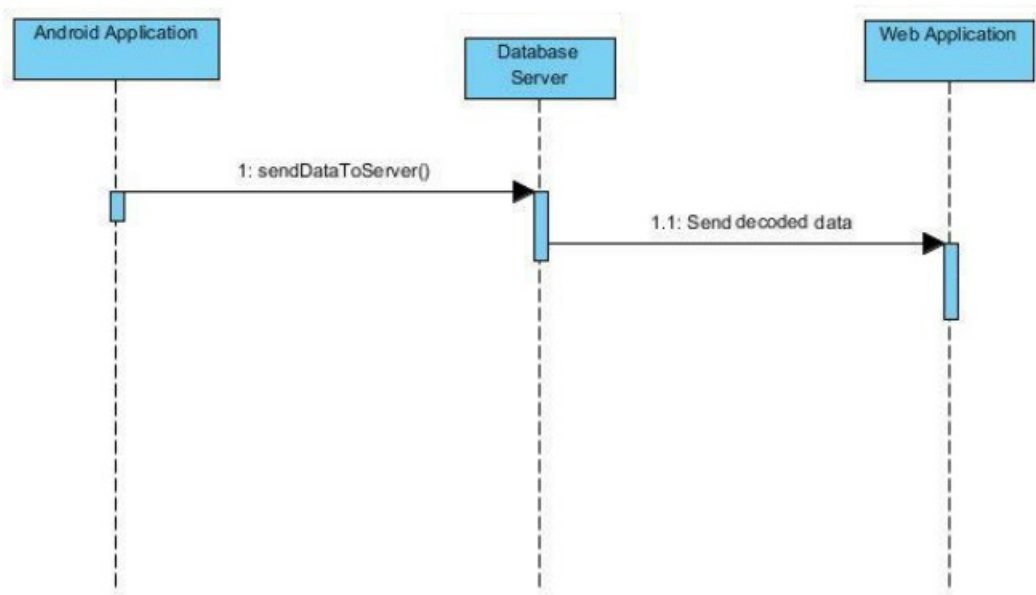 Android Application
Database
Server
Web Application
1: sendDataToServer()
1.1: Send decoded data